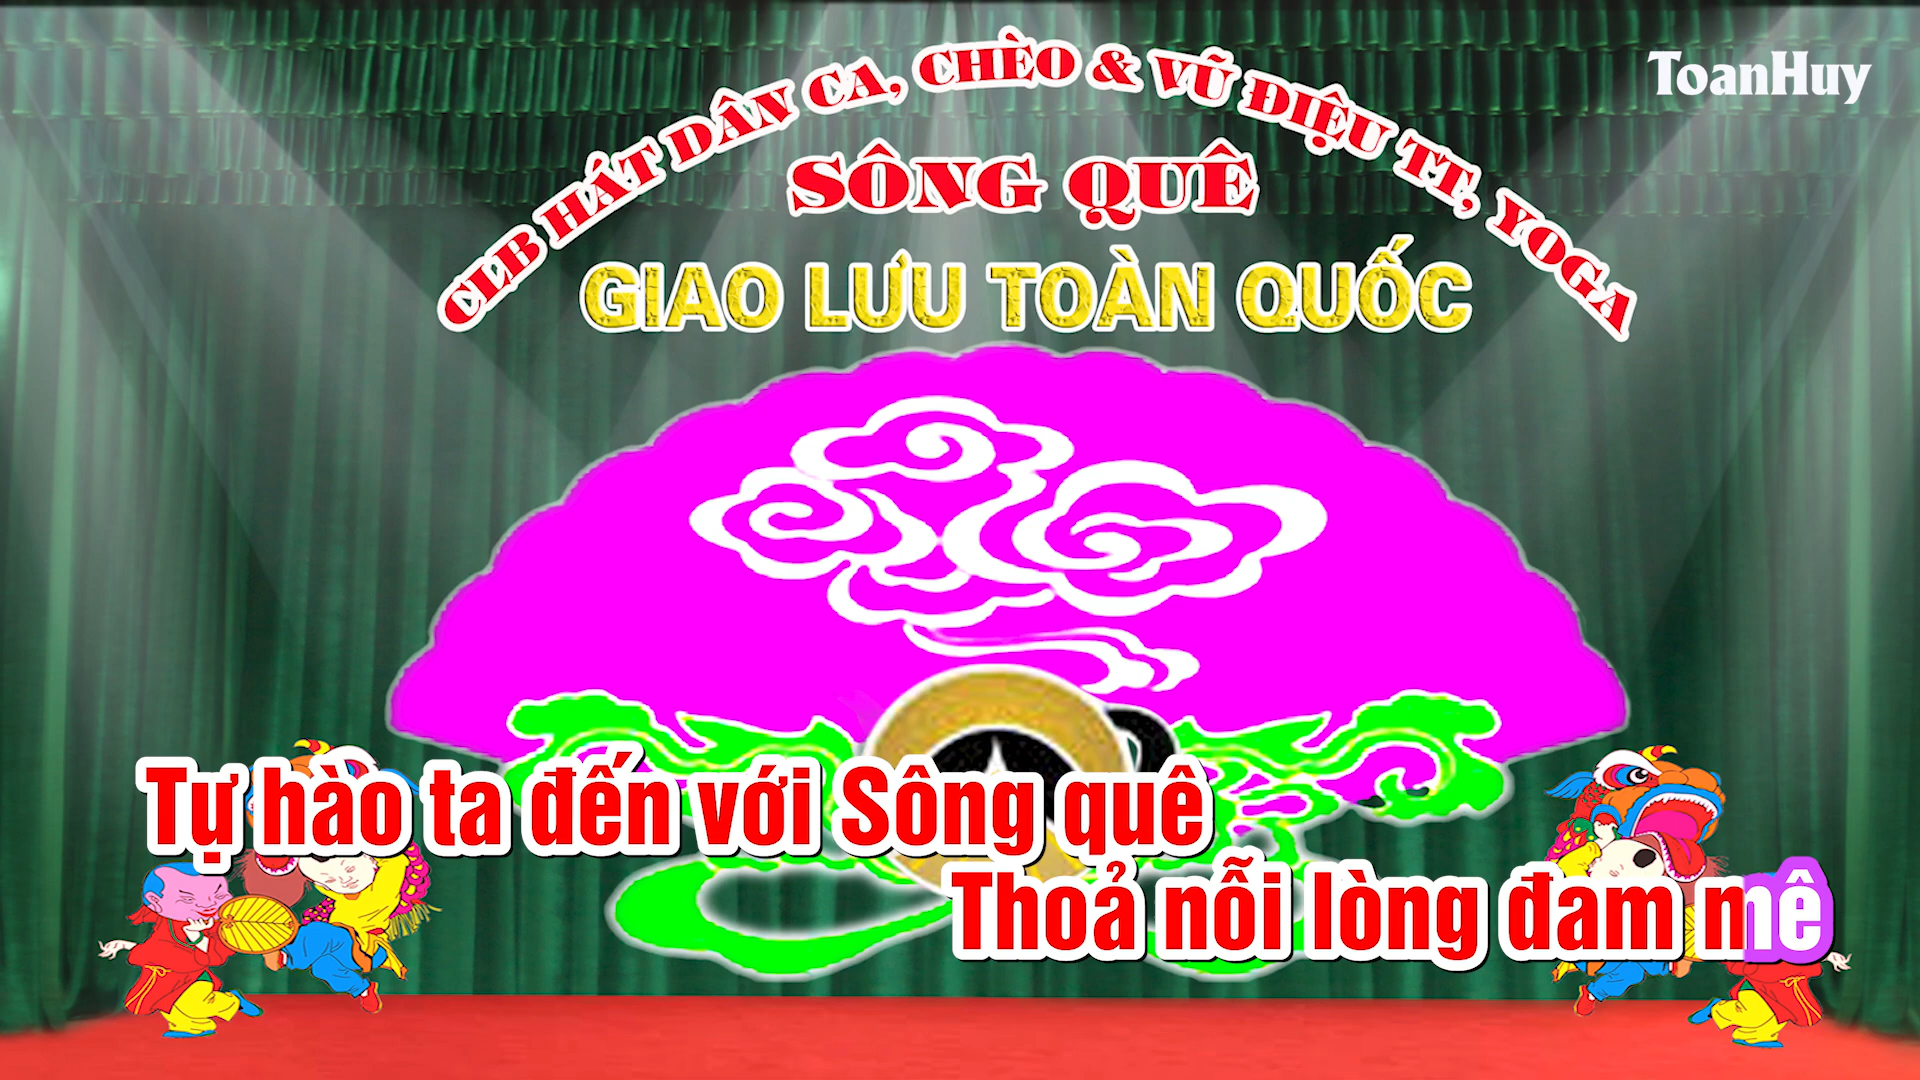 ToanHuy
CLB HÁT DÂN CA, CHÈO & VŨ ĐIỆU TT, YOGA
SÔNG QUÊ
GIAO LƯU TOÀN QUỐC
Tự hào ta đến với Sông quê
Thoả nỗi lòng đam mê